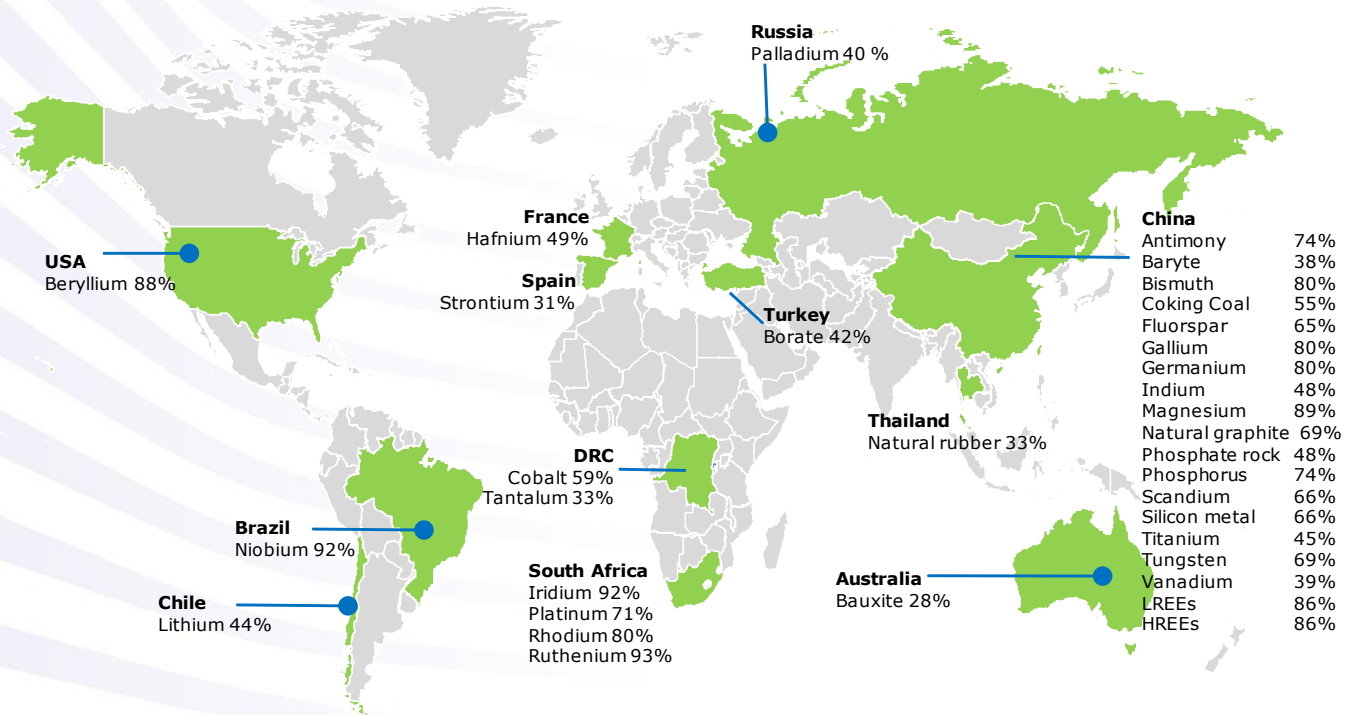 Russia
Palladium 40 %
France
Hafnium 49%
Spain
Strontium 31%
USA
Beryllium 88%
Turkey
Borate 42%
China
Antimony 74%
Baryte 38%
Bismuth 80%
Coking Coal 55%
Fluorspar 65%
Gallium 80%
Germanium 80%
Indium 48%
Magnesium 89%
Natural graphite 69%
Phosphate rock 48%
Phosphorus 74%
Scandium 66%
Silicon metal 66%
Titanium 45%
Tungsten 69%
Vanadium 39%
LREEs 86%
HREEs 86%
Thailand
Natural rubber 33%
DRC
Cobalt 59%
Tantalum 33%
Brazil
Niobium 92%
Chile
Lithium 44%
South Africa
Iridium 92%
Platinum 71%
Rhodium 80%
Ruthenium 93%
Australia
Bauxite 28%